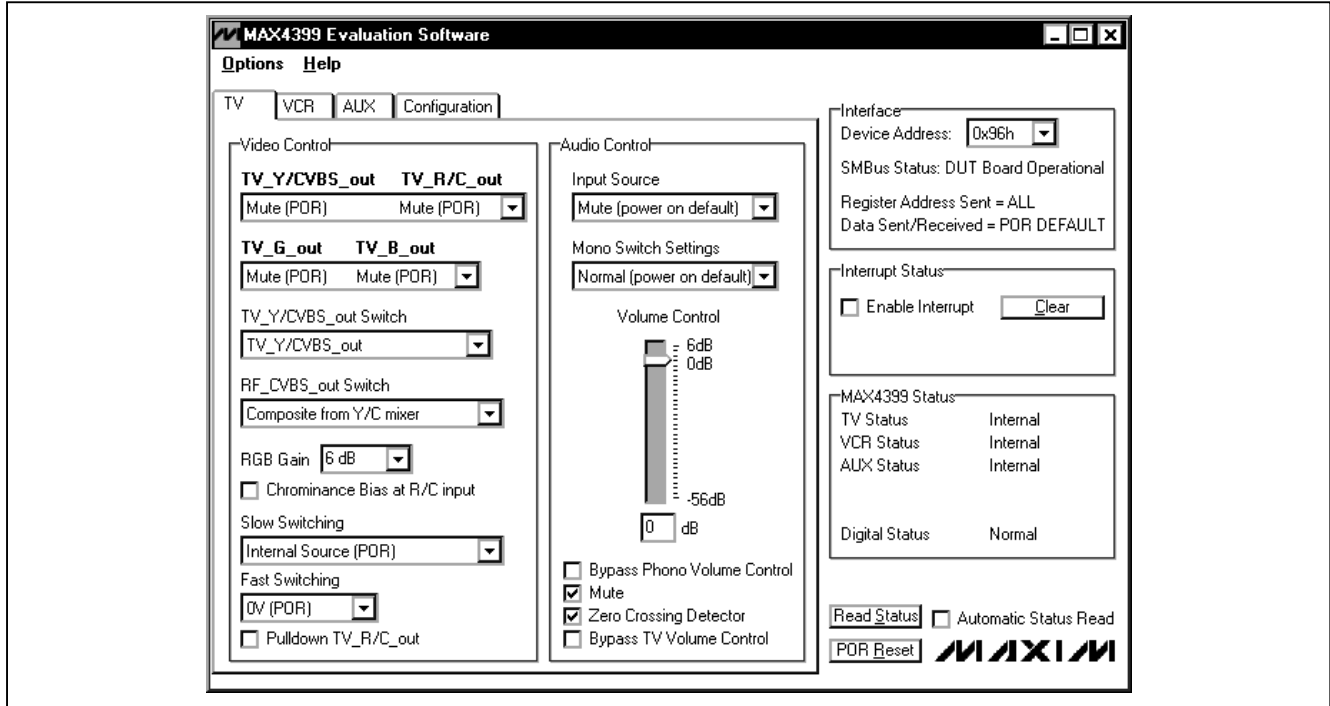 MAX4399 Evaluation Software
Options Help
TV VCR AUX Configuration
Video Control
TV_Y/CVBS_out TV_R/C_out
Mute (POR) Mute (POR)
TV_G_out TV_B_out
Mute (POR) Mute (POR)
TV_Y/CVBS_out Switch
TV_Y/CVBS_out
RF_CVBS_out Switch
Composite from Y/C mixer
RGB Gain 6 dB
Chrominance Bias at R/C input
Slow Switching
Internal Source (POR)
Fast Switching
0V (POR)
Pulldown TV_R/C_out
Audio Control
Input Source
Mute (power on default)
Mono Switch Settings
Normal (power on default)
Volume Control
6dB
0dB
-56dB
0 dB
Bypass Phono Volume Control
Mute
Zero Crossing Detector
Bypass TV Volume Control
Interface
Device Address: 0x96h
SMBus Status: DUT Board Operational
Register Address Sent = ALL
Data Sent/Received = POR DEFAULT
Interrupt Status
Enable Interrupt Clear
MAX4399 Status
TV Status Internal
VCR Status Internal
AUX Status Internal
Digital Status Normal
Read Status Automatic Status Read
POR Reset MAXIM